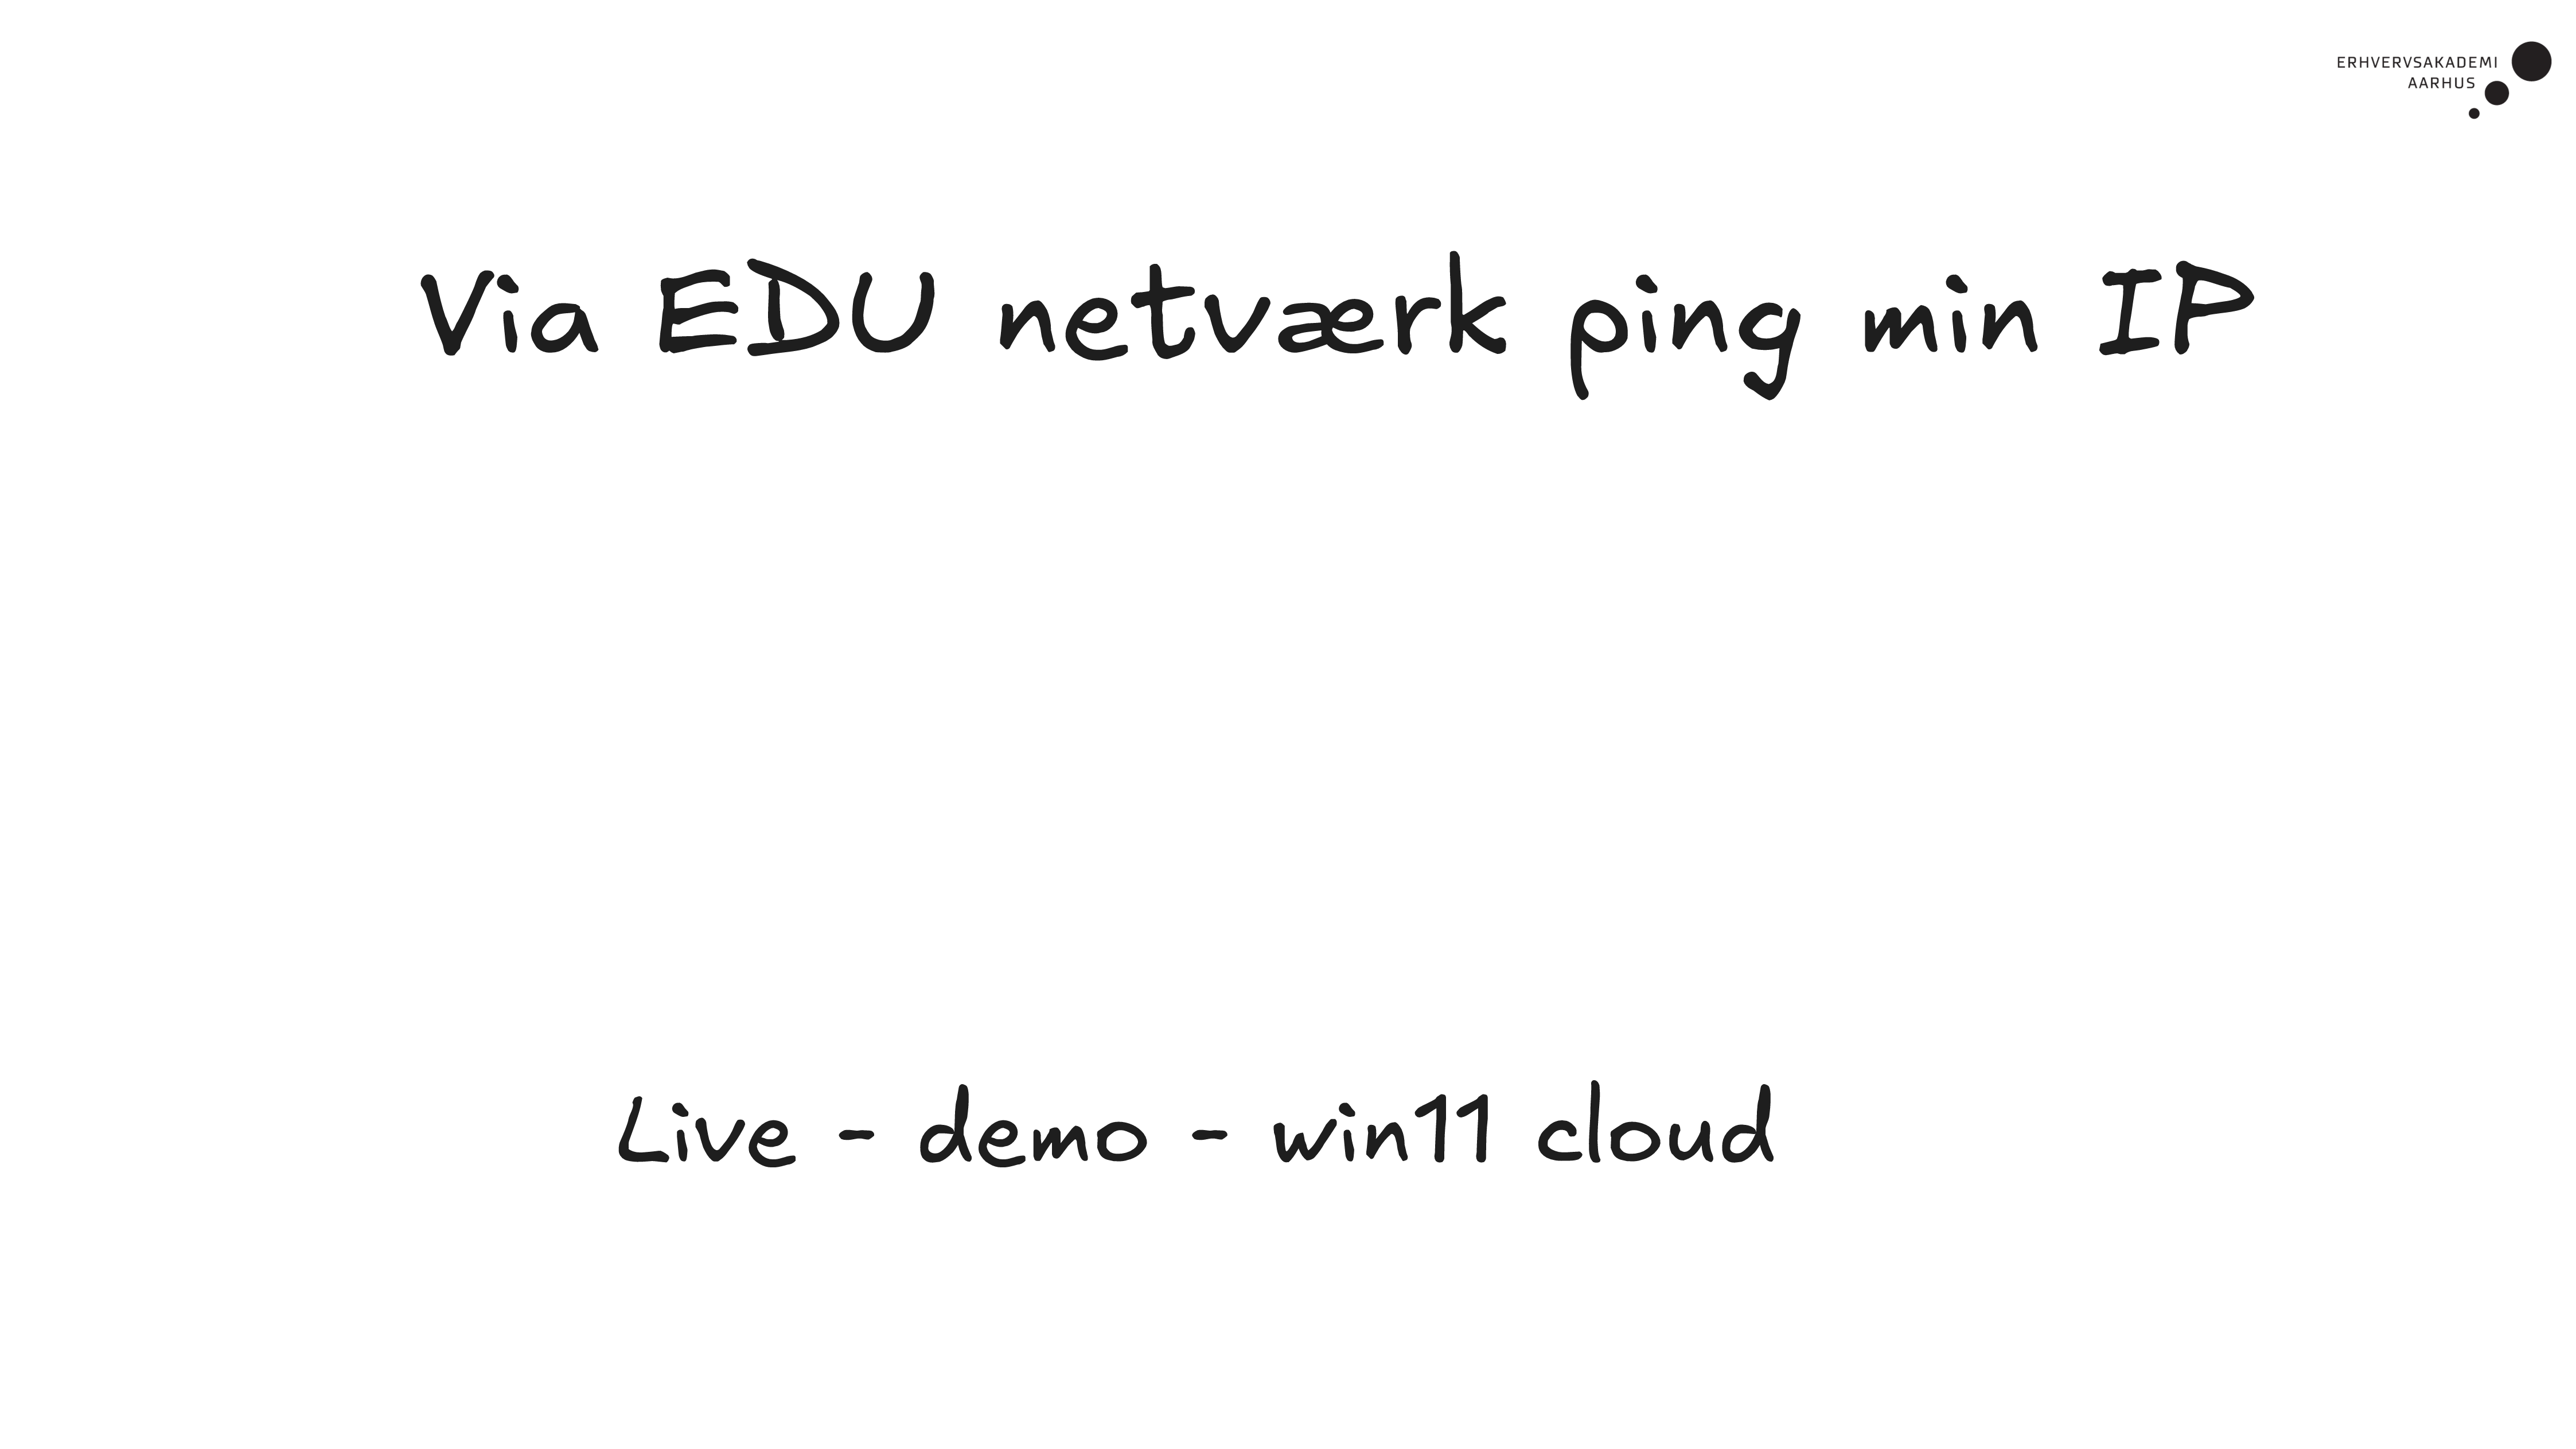 ERHVERVSAKADEMI
AARHUS
Via EDU netværk ping min IP
Live - demo - win11 cloud